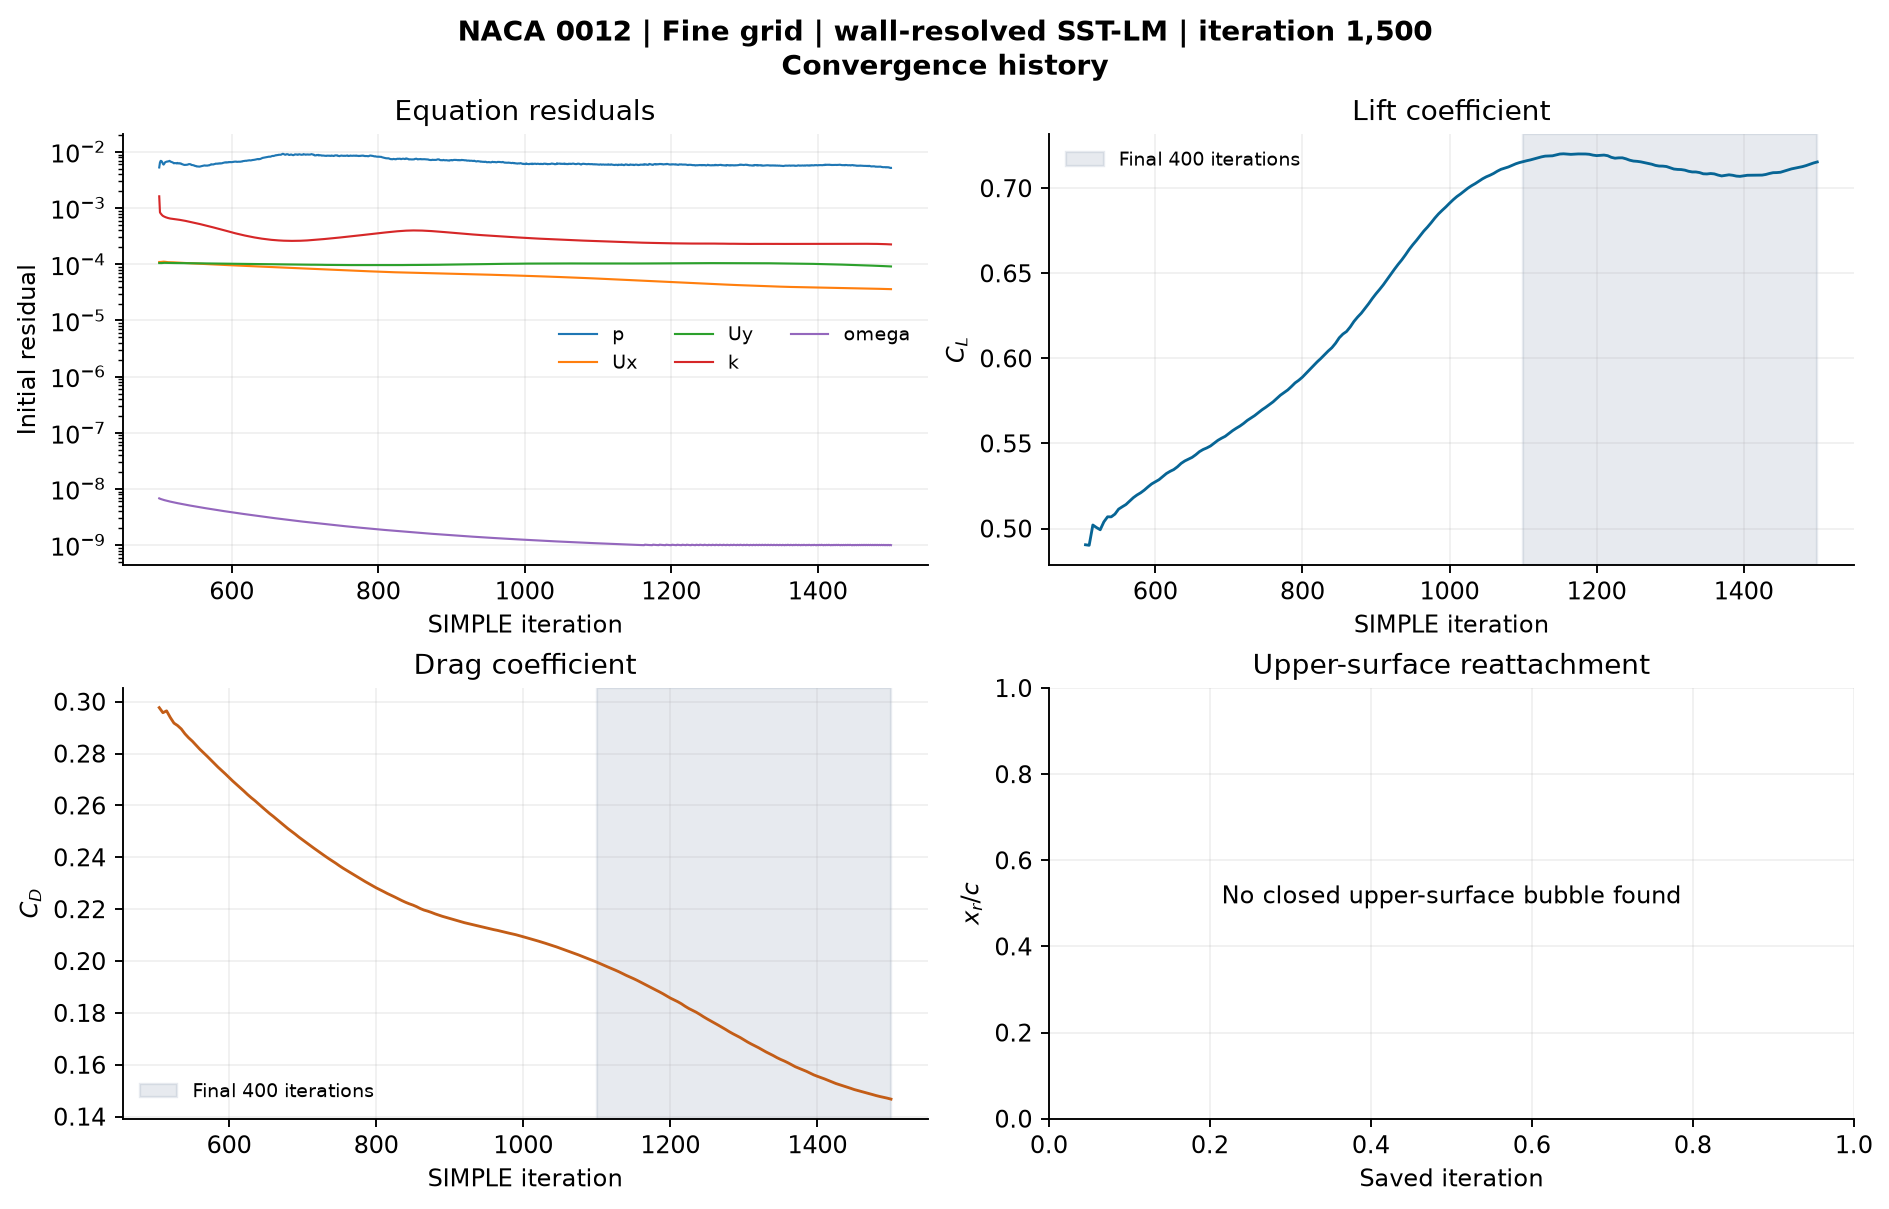 NACA 0012 | Fine grid | wall-resolved SST-LM | iteration 1,500
Convergence history
Equation residuals
10⁻²
10⁻³
10⁻⁴
10⁻⁵
10⁻⁶
10⁻⁷
10⁻⁸
10⁻⁹
Initial residual
p
Ux
Uy
k
omega
600 800 1000 1200 1400
SIMPLE iteration
Lift coefficient
Final 400 iterations
0.70
0.65
0.60
0.55
0.50
C_L
600 800 1000 1200 1400
SIMPLE iteration
Drag coefficient
0.30
0.28
0.26
0.24
0.22
0.20
0.18
0.16
0.14
C_D
Final 400 iterations
600 800 1000 1200 1400
SIMPLE iteration
Upper-surface reattachment
1.0
0.8
0.6
0.4
0.2
0.0
x_r/c
No closed upper-surface bubble found
0.0 0.2 0.4 0.6 0.8 1.0
Saved iteration